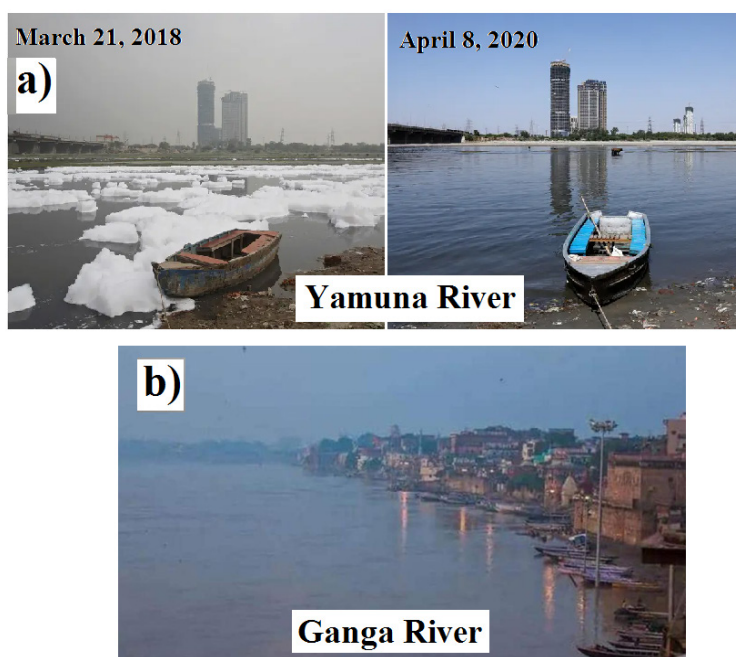 March 21, 2018
April 8, 2020
a)
Yamuna River
b)
Ganga River